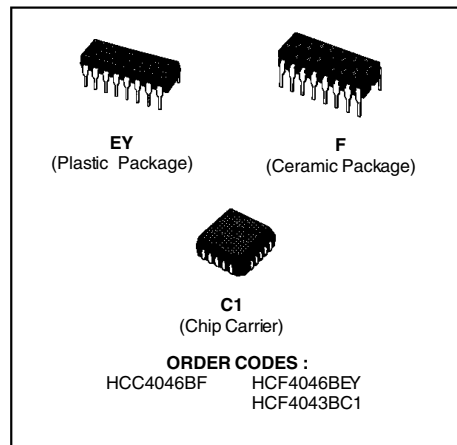 EY
(Plastic Package)
F
(Ceramic Package)
C1
(Chip Carrier)
ORDER CODES :
HCC4046BF HCF4046BEY
HCF4043BC1